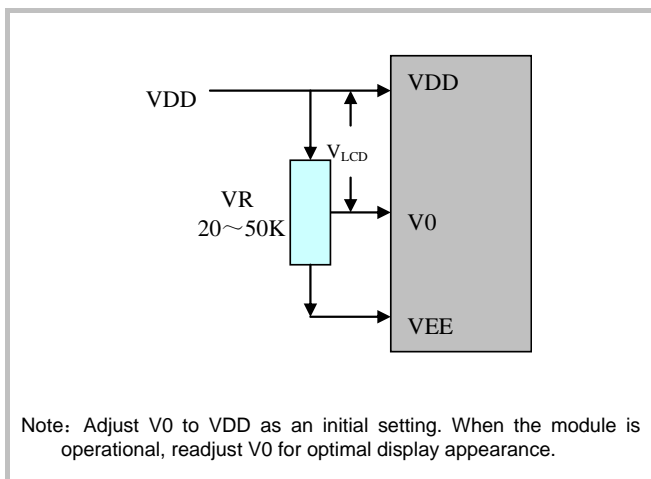 VDD
VDD
V_LCD
VR
20～50K
V0
VEE
Note：Adjust V0 to VDD as an initial setting. When the module is
operational, readjust V0 for optimal display appearance.